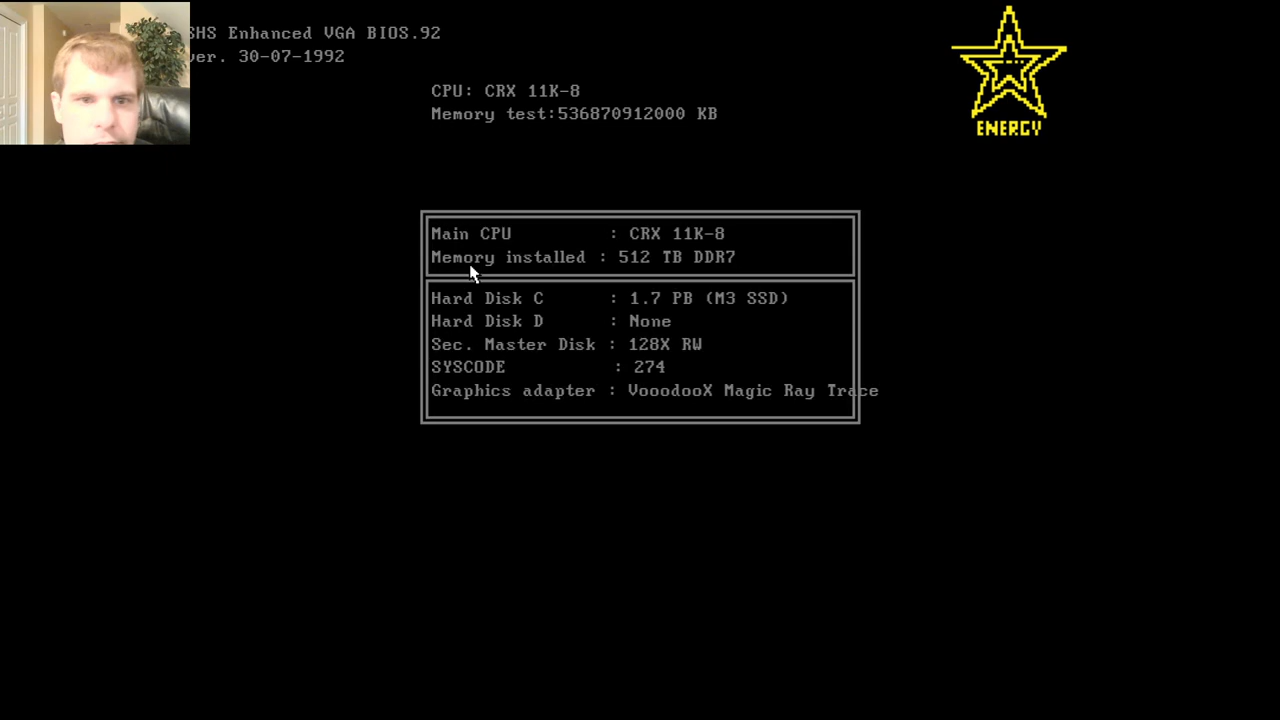 SHS Enhanced VGA BIOS.92
ver. 30-07-1992
CPU: CRX 11K-8
Memory test:536870912000 KB
ENERGY
Main CPU : CRX 11K-8
Memory installed : 512 TB DDR7
Hard Disk C : 1.7 PB (M3 SSD)
Hard Disk D : None
Sec. Master Disk : 128X RW
SYSCODE : 274
Graphics adapter : VooodooX Magic Ray Trace